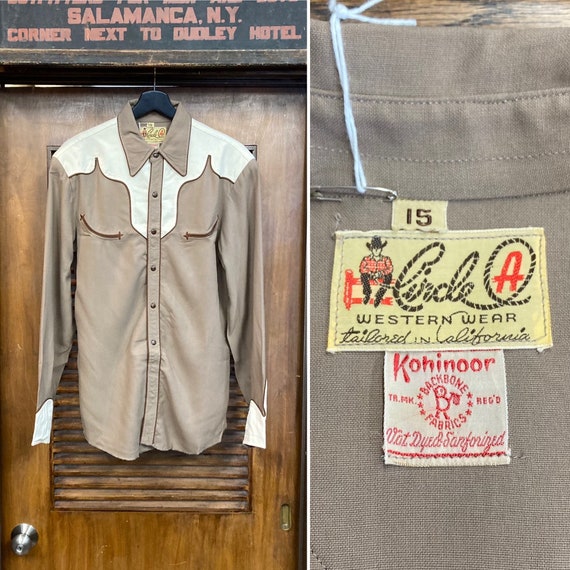 SALAMANCA, N.Y.
CORNER NEXT TO DUDLEY HOTEL
Circle A
15
Circle A
WESTERN WEAR
tailored in California
Kohinoor
BACKBONE
TR.MK. REG'D
FABRICS
Vat Dyed-Sanforized